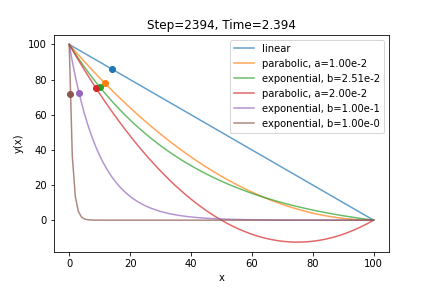 Step=2394, Time=2.394
100
80
60
40
20
0
y(x)
linear
parabolic, a=1.00e-2
exponential, b=2.51e-2
parabolic, a=2.00e-2
exponential, b=1.00e-1
exponential, b=1.00e-0
0 20 40 60 80 100
x